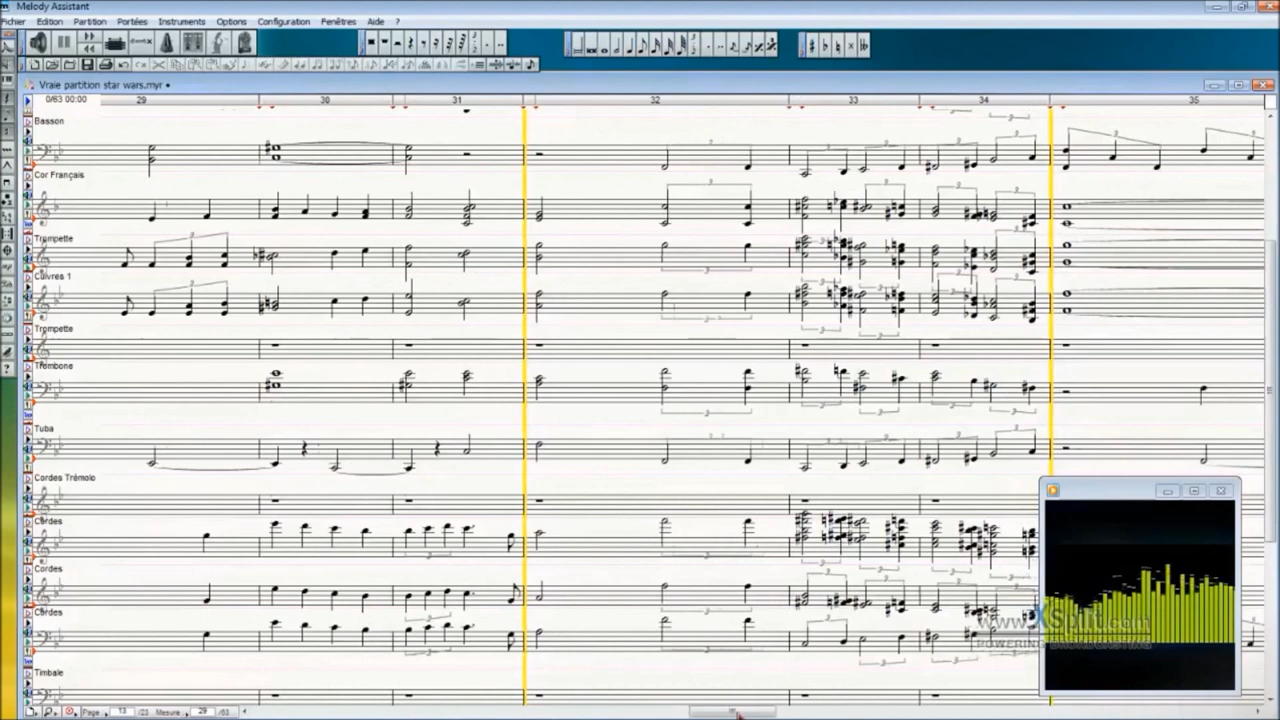 Melody Assistant
Fichier Edition Partition Portées Instruments Options Configuration Fenêtres Aide ?
Vraie partition star wars.myr
0/63 00:00 29 30 31 32 33 34 35
Basson
Cor Français
Trompette
Cuivres 1
Trompette
Trombone
Tuba
Cordes Trémolo
Cordes
Cordes
Cordes
Timbale
www.XSplit.com
POWERING BROADCASTING
Page 13 /23 Mesure 29 /63